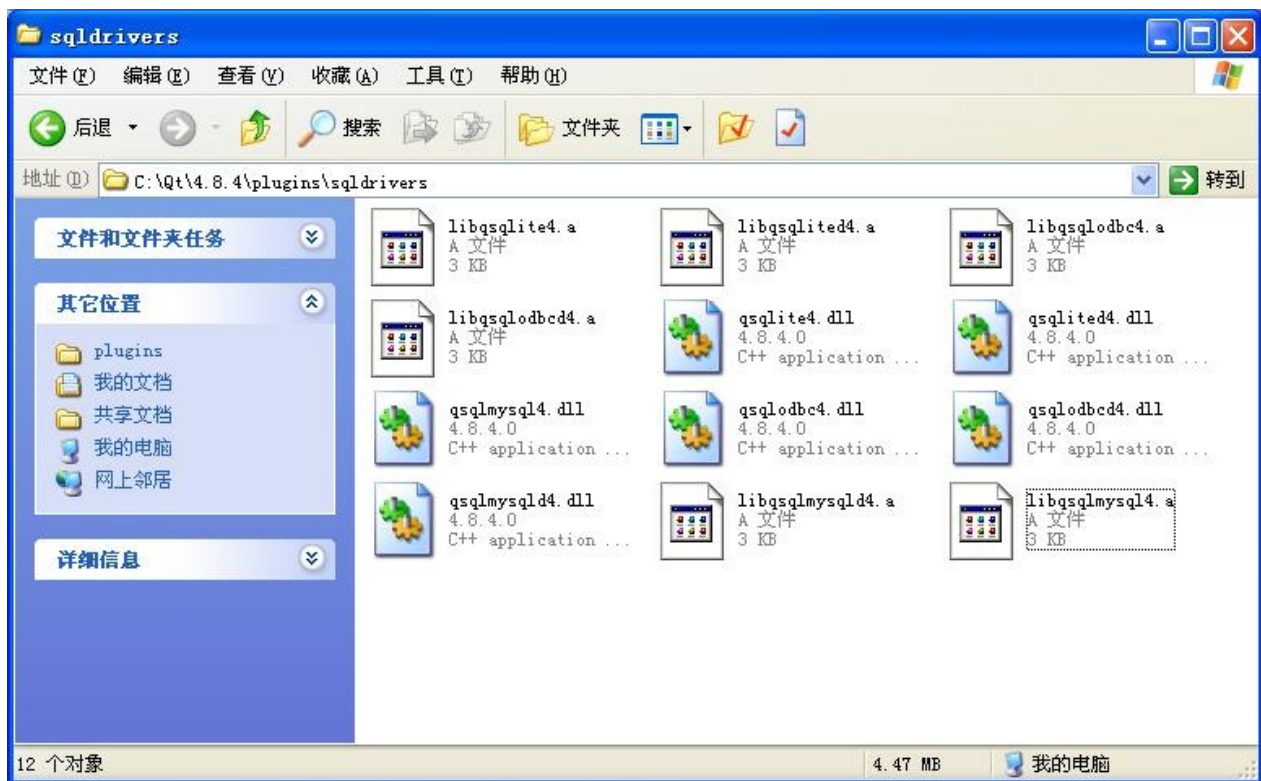 sqldrivers
文件(F) 编辑(E) 查看(V) 收藏(A) 工具(T) 帮助(H)
后退 搜索 文件夹
地址(D) C:\Qt\4.8.4\plugins\sqldrivers 转到
文件和文件夹任务
其它位置
plugins
我的文档
共享文档
我的电脑
网上邻居
详细信息
libqsqlite4.a
A 文件
3 KB
libqsqlited4.a
A 文件
3 KB
libqsqlodbc4.a
A 文件
3 KB
libqsqlodbcd4.a
A 文件
3 KB
qsqlite4.dll
4.8.4.0
C++ application ...
qsqlited4.dll
4.8.4.0
C++ application ...
qsqlmysql4.dll
4.8.4.0
C++ application ...
qsqlodbc4.dll
4.8.4.0
C++ application ...
qsqlodbcd4.dll
4.8.4.0
C++ application ...
qsqlmysqld4.dll
4.8.4.0
C++ application ...
libqsqlmysqld4.a
A 文件
3 KB
libqsqlmysql4.a
A 文件
3 KB
12 个对象 4.47 MB 我的电脑